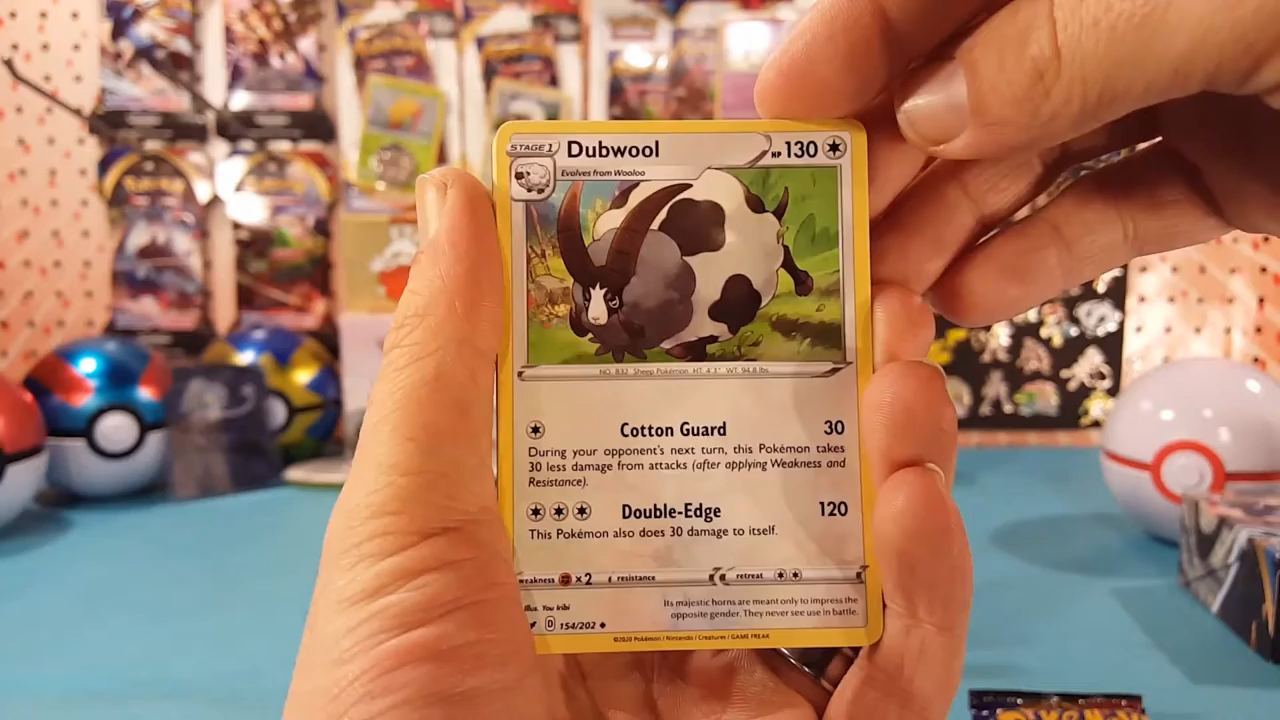 STAGE 1 Dubwool HP 130
Evolves from Wooloo
NO. 832 Sheep Pokémon HT: 4'3" WT: 94.8 lbs.
Cotton Guard 30
During your opponent's next turn, this Pokémon takes
30 less damage from attacks (after applying Weakness and
Resistance).
Double-Edge 120
This Pokémon also does 30 damage to itself.
weakness ×2 resistance retreat
Illus. You Iribi
Its majestic horns are meant only to impress the
opposite gender. They never see use in battle.
D 154/202
©2020 Pokémon / Nintendo / Creatures / GAME FREAK